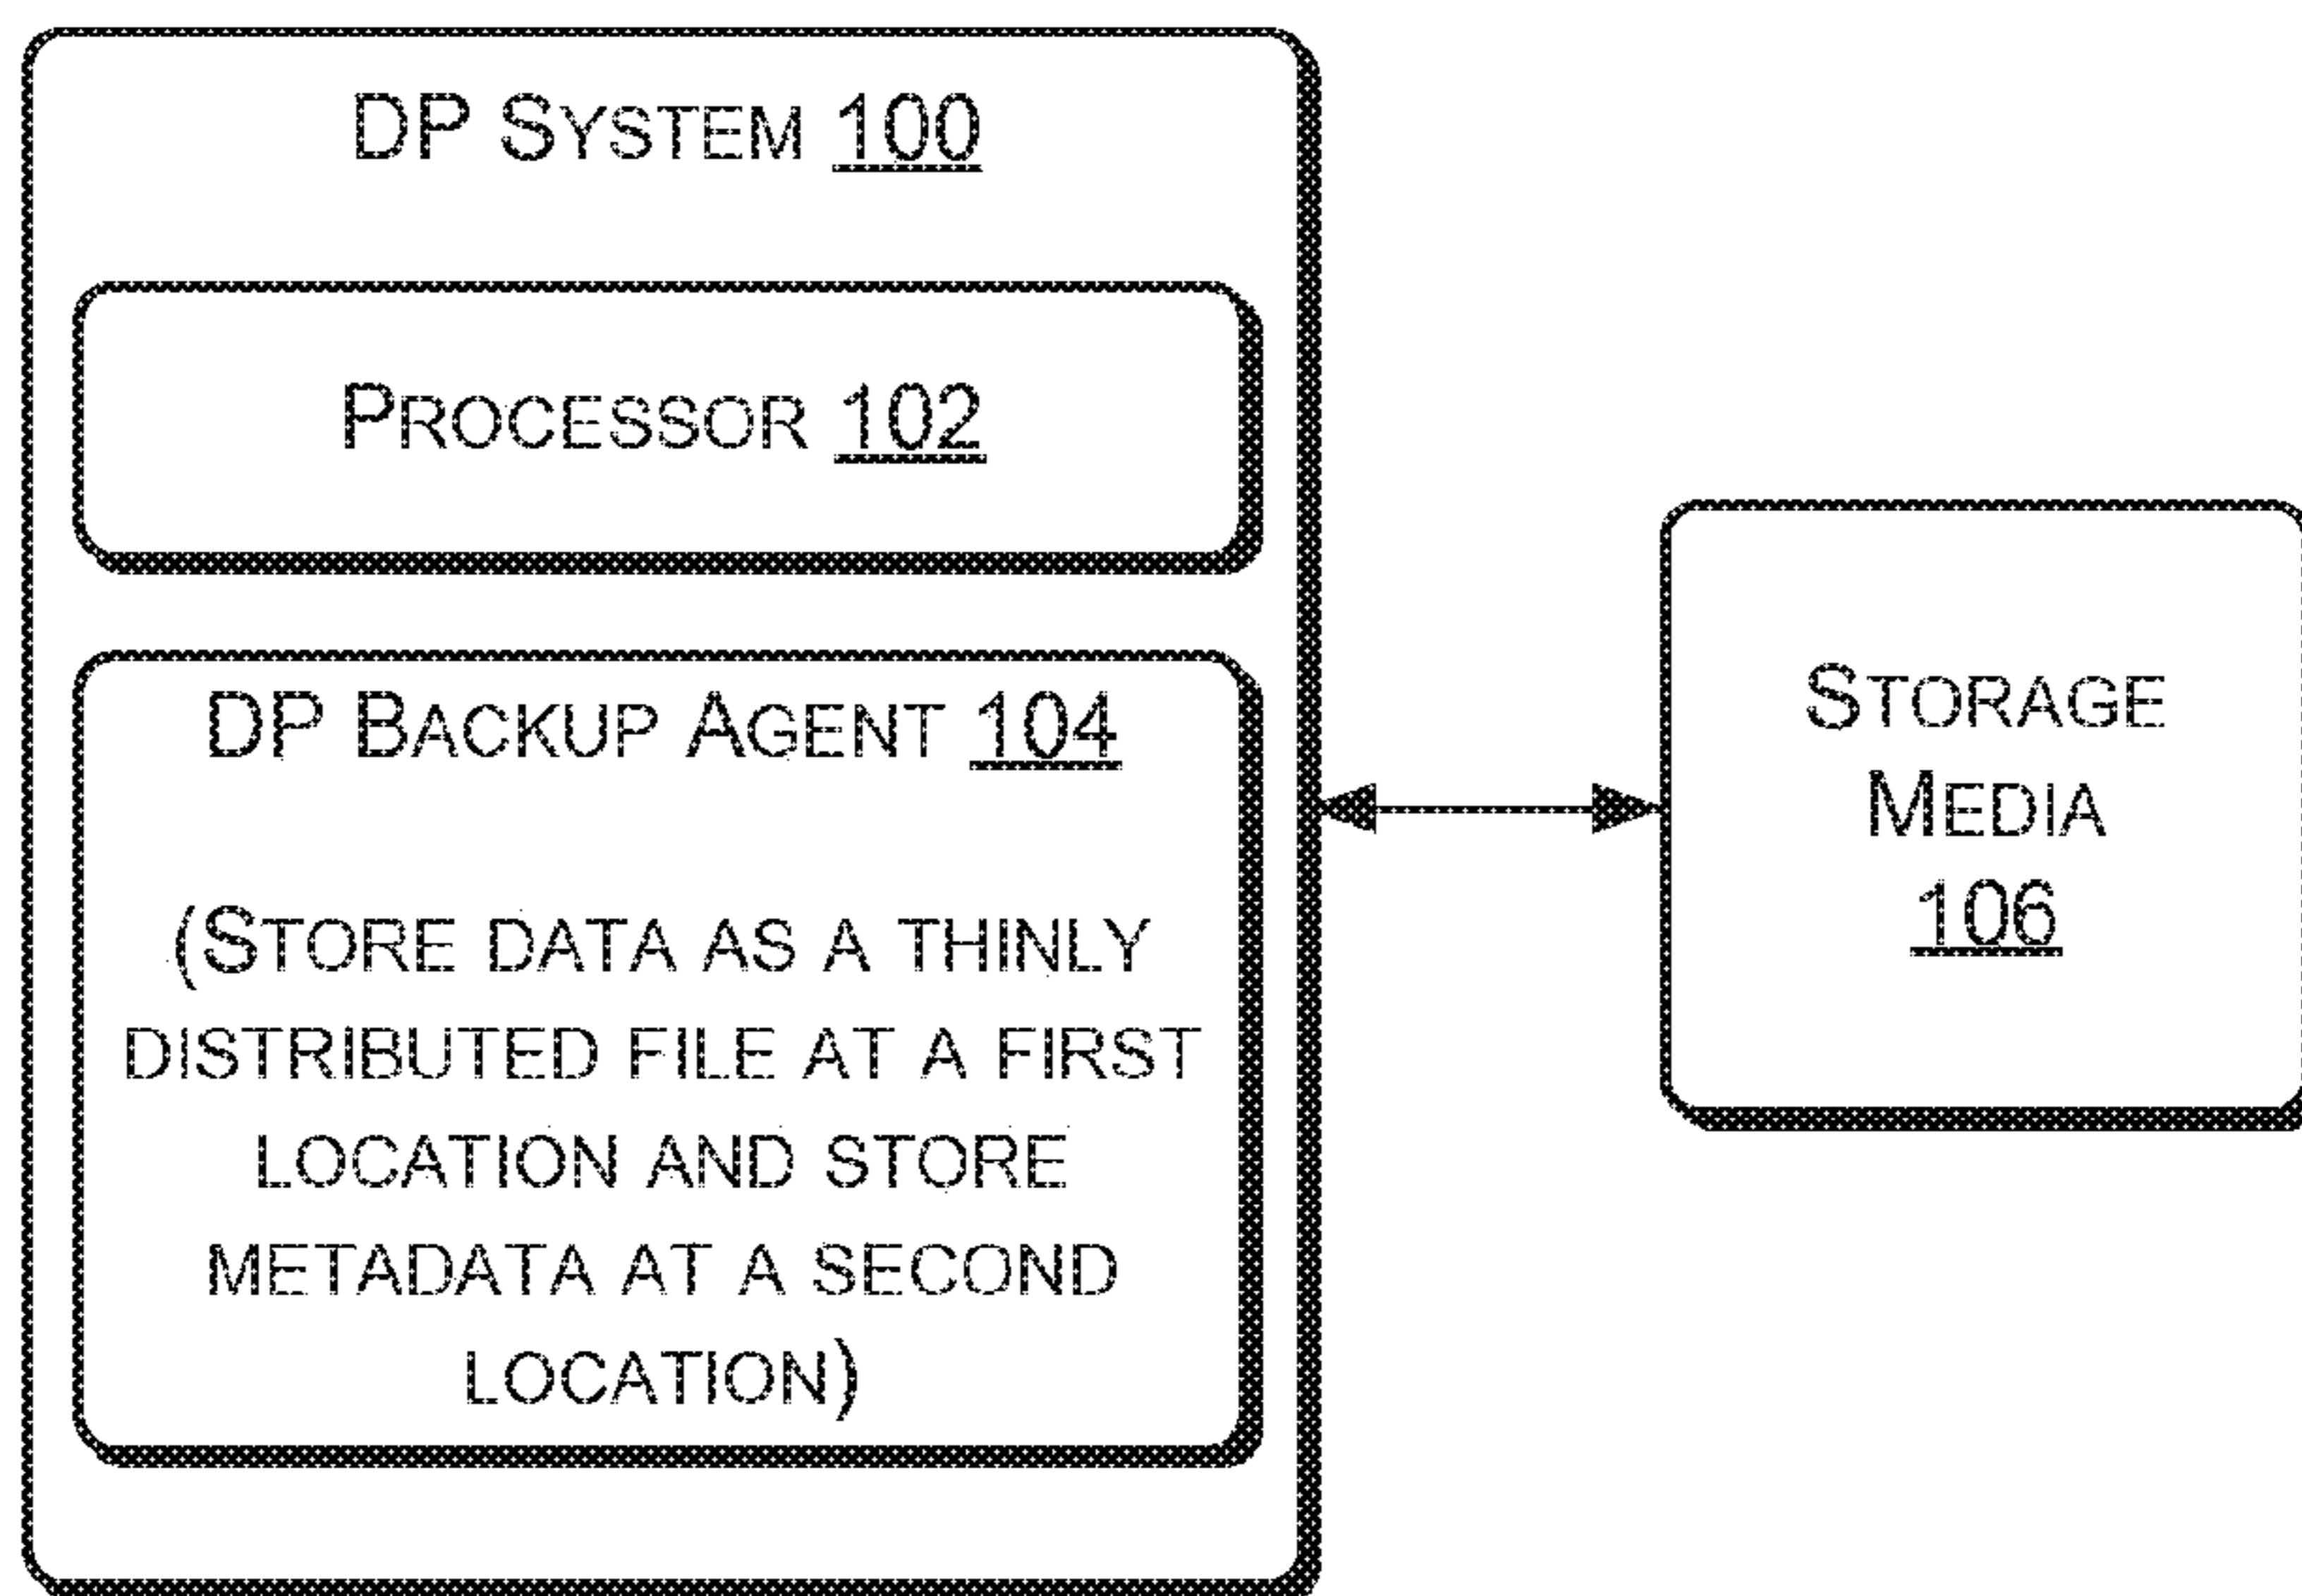 DP SYSTEM 100
PROCESSOR 102
DP BACKUP AGENT 104
(STORE DATA AS A THINLY
DISTRIBUTED FILE AT A FIRST
LOCATION AND STORE
METADATA AT A SECOND
LOCATION)
STORAGE
MEDIA
106